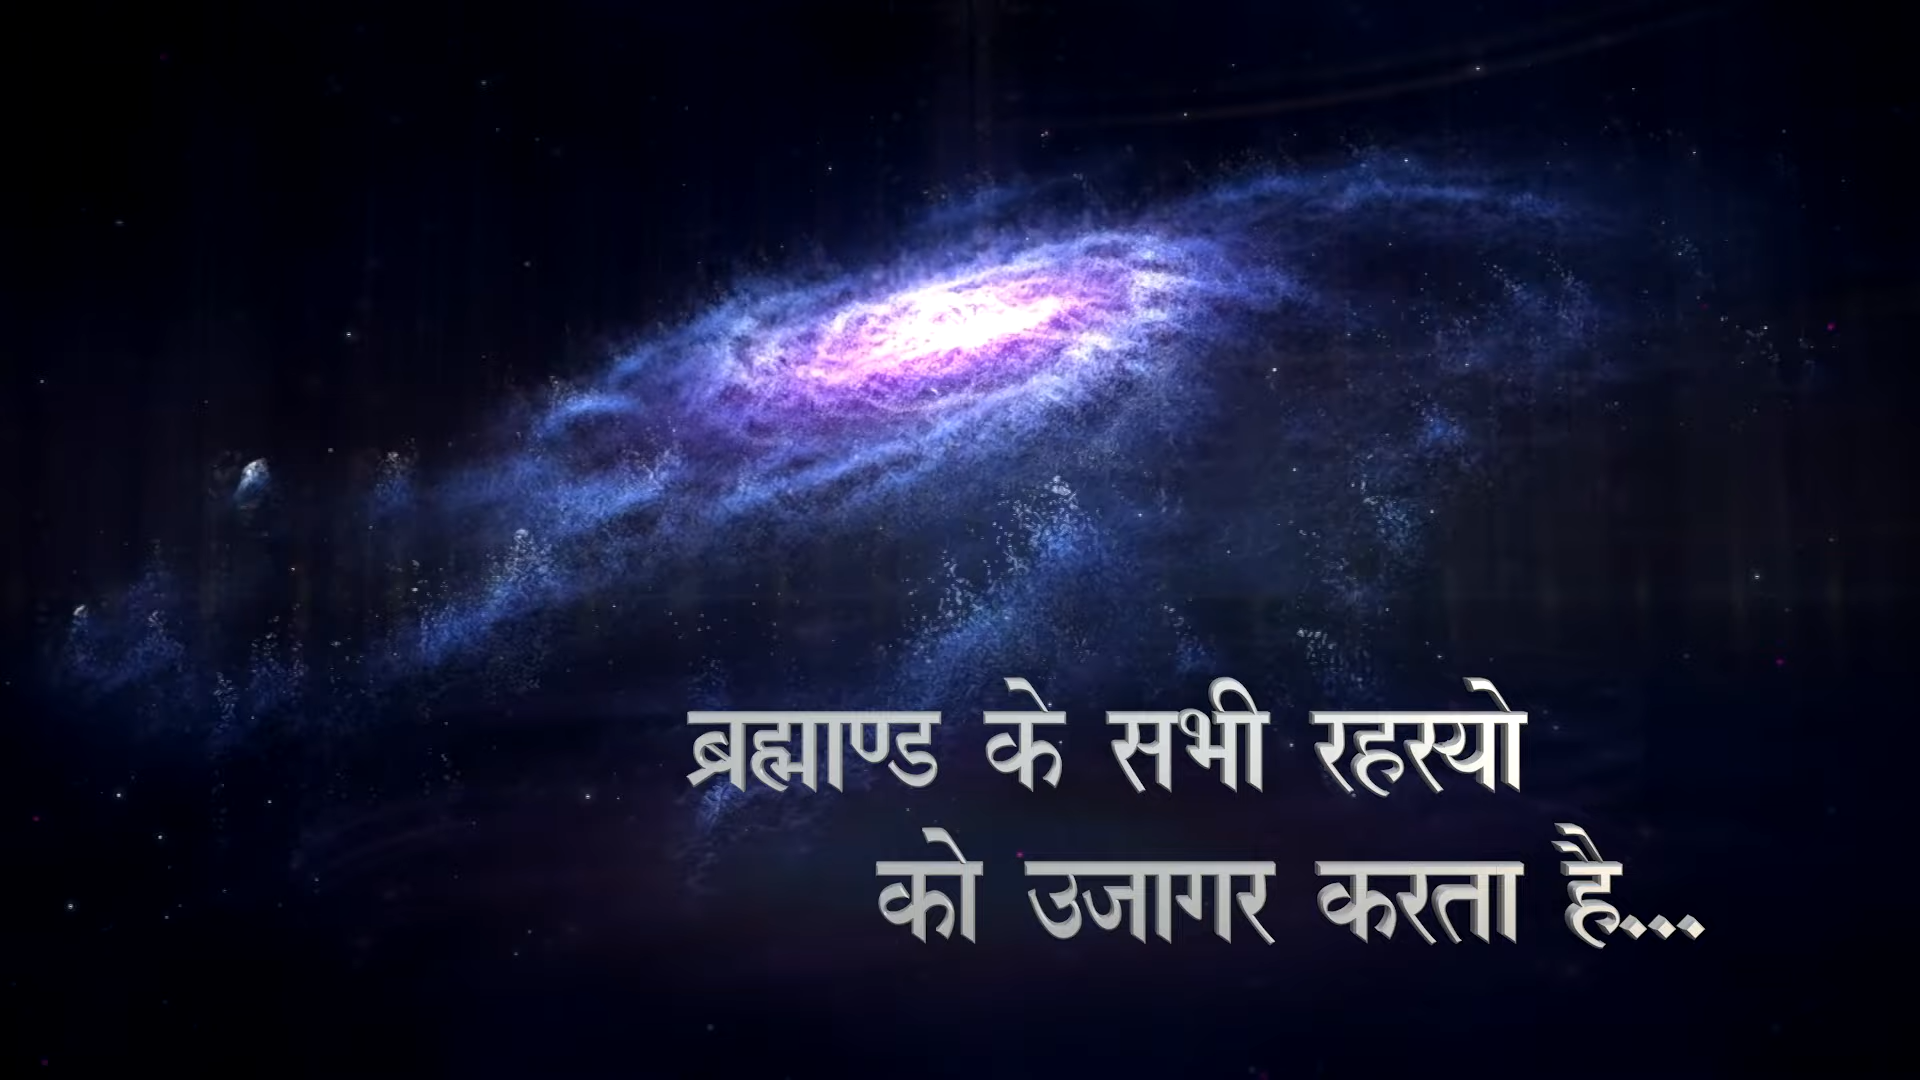 ब्रह्माण्ड के सभी रहस्यो
को उजागर करता है...